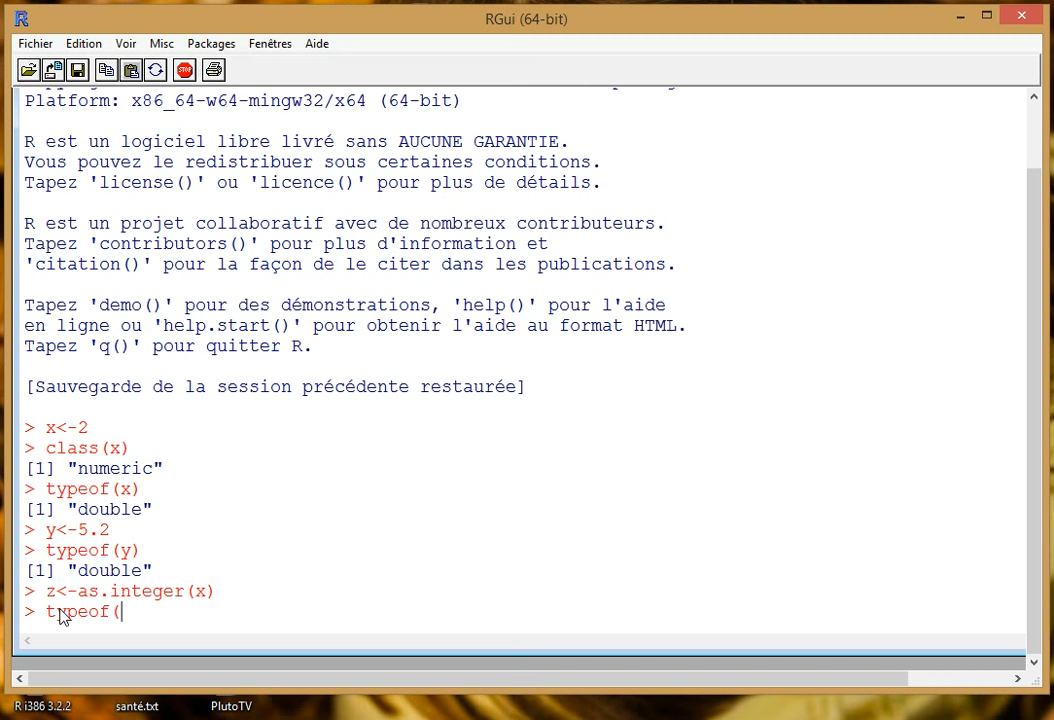 RGui (64-bit)
Fichier Edition Voir Misc Packages Fenêtres Aide
STOP
Platform: x86_64-w64-mingw32/x64 (64-bit)
R est un logiciel libre livré sans AUCUNE GARANTIE.
Vous pouvez le redistribuer sous certaines conditions.
Tapez 'license()' ou 'licence()' pour plus de détails.
R est un projet collaboratif avec de nombreux contributeurs.
Tapez 'contributors()' pour plus d'information et
'citation()' pour la façon de le citer dans les publications.
Tapez 'demo()' pour des démonstrations, 'help()' pour l'aide
en ligne ou 'help.start()' pour obtenir l'aide au format HTML.
Tapez 'q()' pour quitter R.
[Sauvegarde de la session précédente restaurée]
> x<-2
> class(x)
[1] "numeric"
> typeof(x)
[1] "double"
> y<-5.2
> typeof(y)
[1] "double"
> z<-as.integer(x)
> typeof(
R i386 3.2.2 santé.txt PlutoTV